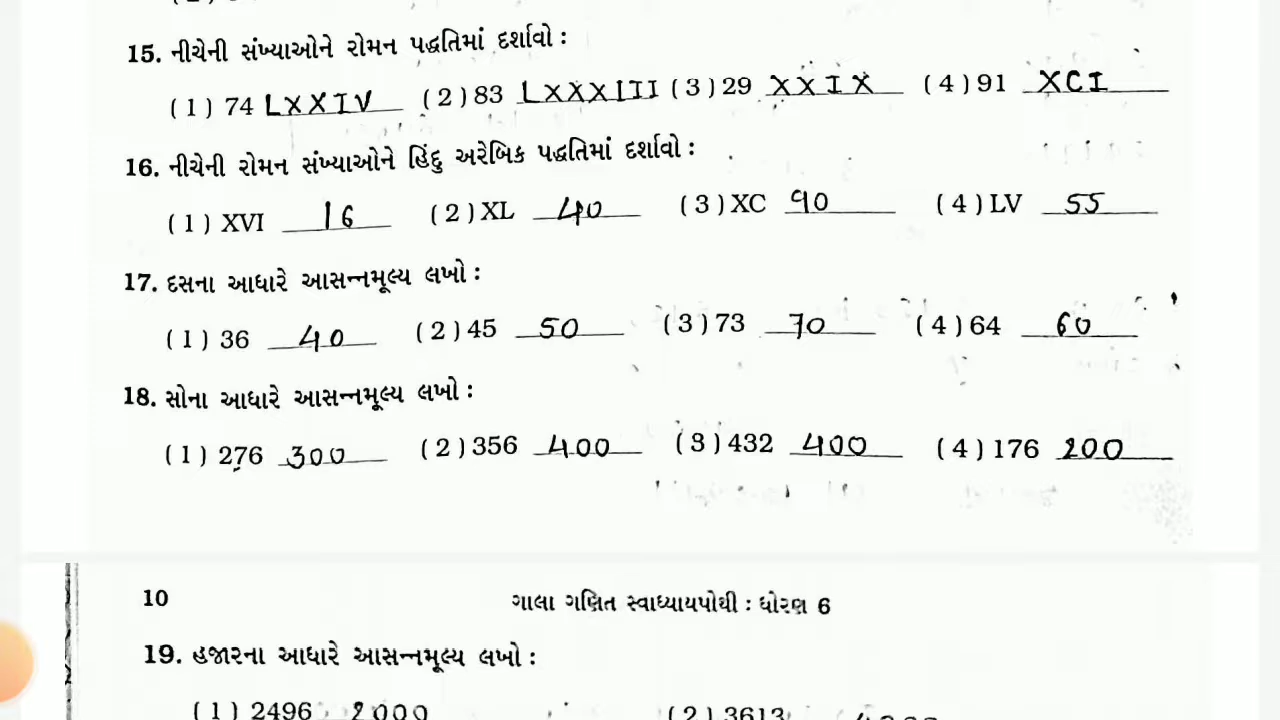 15. નીચેની સંખ્યાઓને રોમન પદ્ધતિમાં દર્શાવો :
(1) 74 LXXIV (2) 83 LXXXIII (3) 29 XXIX (4) 91 XCI
16. નીચેની રોમન સંખ્યાઓને હિંદુ અરેબિક પદ્ધતિમાં દર્શાવો :
(1) XVI 16 (2) XL 40 (3) XC 90 (4) LV 55
17. દસના આધારે આસન્નમૂલ્ય લખો :
(1) 36 40 (2) 45 50 (3) 73 70 (4) 64 60
18. સોના આધારે આસન્નમૂલ્ય લખો :
(1) 276 300 (2) 356 400 (3) 432 400 (4) 176 200
10 ગાલા ગણિત સ્વાધ્યાયપોથી : ધોરણ 6
19. હજારના આધારે આસન્નમૂલ્ય લખો :
(1) 2496 2000 (2) 3613